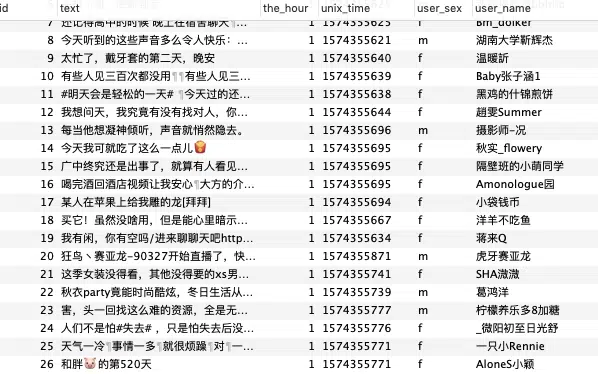 id text the_hour unix_time user_sex user_name
7 还记得高中的时候 晚上在宿舍聊天… 1 1574355625 f Bm_dolker
8 今天听到的这些声音多么令人快乐：… 1 1574355621 m 湖南大学靳辉杰
9 太忙了，戴牙套的第二天，晚安 1 1574355640 f 温暖訢
10 有些人见三百次都没用¶¶有些人见三… 1 1574355639 f Baby张子涵1
11 #明天会是轻松的一天# ¶今天过的还… 1 1574355638 f 黑鸡的什锦煎饼
12 我想问天，我究竟有没有找对人，你… 1 1574355644 f 趙雯Summer
13 每当他想凝神倾听，声音就悄然隐去。 1 1574355696 m 摄影师-况
14 今天我可就吃了这么一点儿🍟 1 1574355695 f 秋实_flowery
15 广中终究还是出事了，就算有人看见… 1 1574355695 f 隔壁班的小萌同学
16 喝完酒回酒店视频让我安心¶大方的介… 1 1574355695 f Amonologue园
17 某人在苹果上给我雕的龙[拜拜] 1 1574355694 f 小袋钱币
18 买它！虽然没啥用，但是能心里暗示… 1 1574355667 f 洋羊不吃鱼
19 我有闲，你有空吗/进来聊聊天吧http… 1 1574355634 f 蒋来Q
20 狂鸟丶赛亚龙-90327开始直播了，快… 1 1574355871 m 虎牙赛亚龙
21 这季女装没得看，其他没得要的xs男… 1 1574355741 f SHA溦溦
22 秋衣party竟能时尚酷炫，冬日生活从… 1 1574355739 m 葛鸿洋
23 害，头一回找这么难的资源，全是无… 1 1574355777 m 柠檬养乐多8加糖
24 人们不是怕#失去# ，只是怕失去后没… 1 1574355776 f _微阳初至日光舒
25 天气一冷¶事情一多¶就很烦躁¶对¶一… 1 1574355771 f 一只小Rennie
26 和胖🐷的第520天 1 1574355771 f AloneS小颖